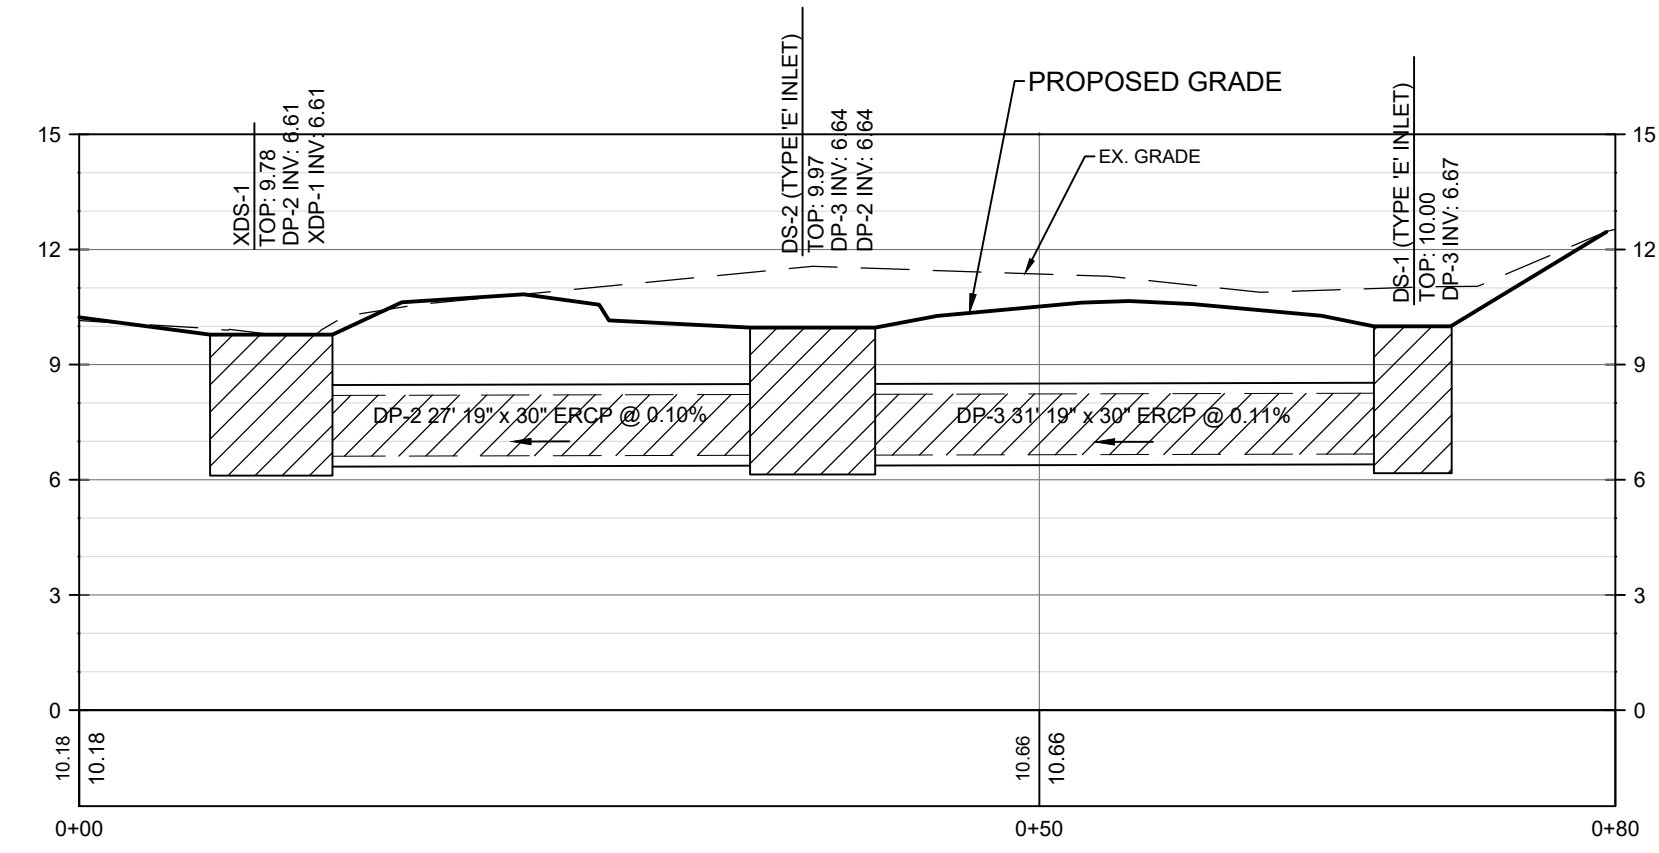 XDS-1
TOP: 9.78
DP-2 INV: 6.61
XDP-1 INV: 6.61
DS-2 (TYPE 'E' INLET)
TOP: 9.97
DP-3 INV: 6.64
DP-2 INV: 6.64
PROPOSED GRADE
EX. GRADE
DS-1 (TYPE 'E' INLET)
TOP: 10.00
DP-3 INV: 6.67
15
15
12
12
9
9
DP-2 27' 19" x 30" ERCP @ 0.10%
DP-3 31' 19" x 30" ERCP @ 0.11%
6
6
3
3
0
0
10.18
10.18
10.66
10.66
0+00
0+50
0+80